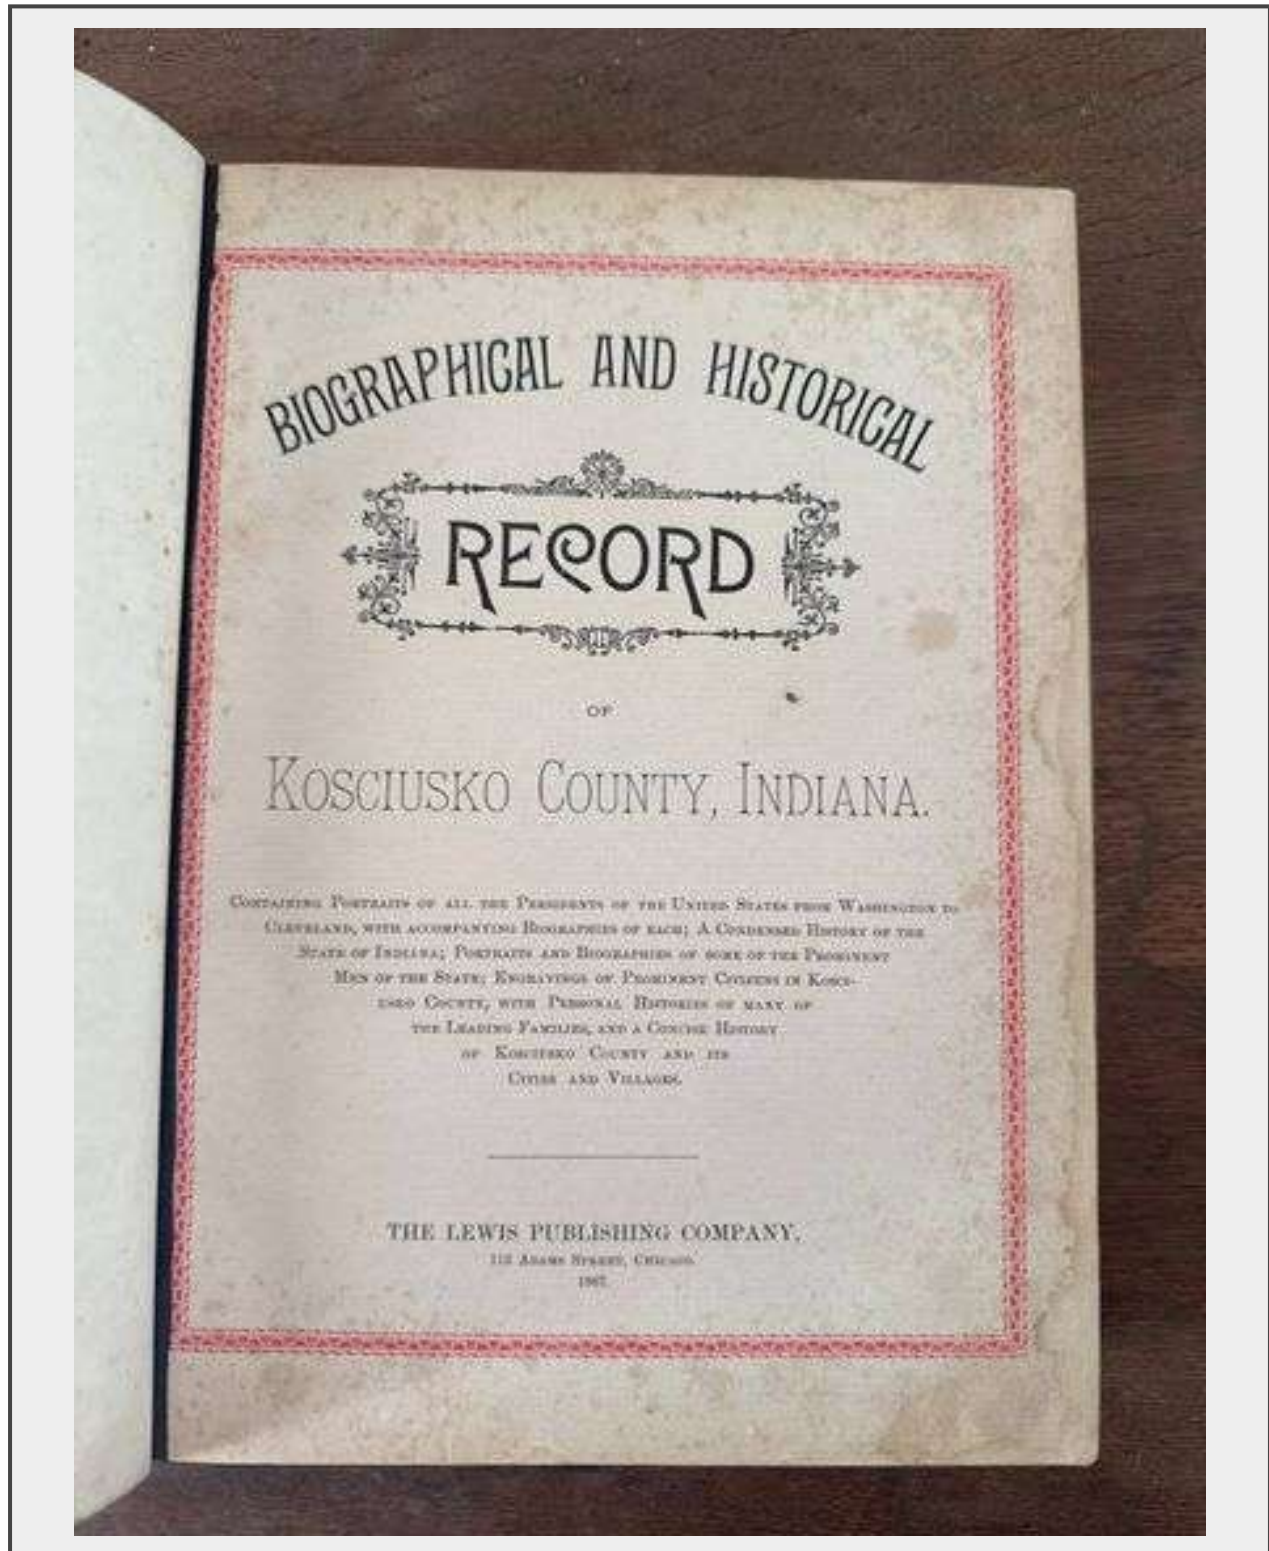 BIOGRAPHICAL AND HISTORICAL
RECORD
OF
KOSCIUSKO COUNTY, INDIANA.
CONTAINING PORTRAITS OF ALL THE PRESIDENTS OF THE UNITED STATES FROM WASHINGTON TO
CLEVELAND, WITH ACCOMPANYING BIOGRAPHIES OF EACH; A CONDENSED HISTORY OF THE
STATE OF INDIANA; PORTRAITS AND BIOGRAPHIES OF SOME OF THE PROMINENT
MEN OF THE STATE; ENGRAVINGS OF PROMINENT CITIZENS IN KOSCI-
USKO COUNTY, WITH PERSONAL HISTORIES OF MANY OF
THE LEADING FAMILIES, AND A CONCISE HISTORY
OF KOSCIUSKO COUNTY AND ITS
CITIES AND VILLAGES.
THE LEWIS PUBLISHING COMPANY,
113 ADAMS STREET, CHICAGO.
1887.